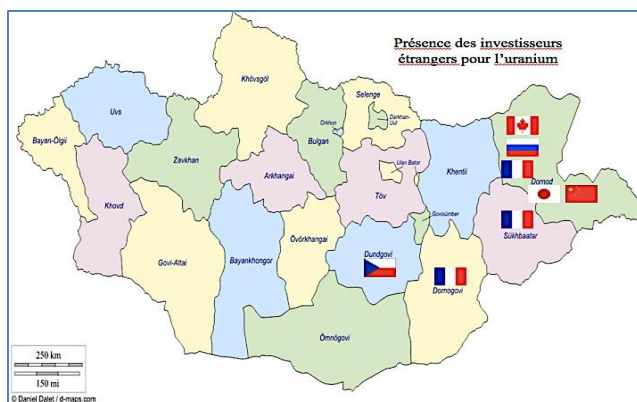 Présence des investisseurs
étrangers pour l'uranium
Khövsgöl
Uvs
Selenge
Bayan-Ölgii
Orkhon
Darkhan-
Uul
Zavkhan
Bulgan
Khentii
Dornod
Arkhangai
Ulan Bator
Töv
Khovd
Govisümber
Govi-Altai
Bayankhongor
Övörkhangai
Dundgovi
Sükhbaatar
Dornogovi
Ömnögovi
250 km
150 mi
© Daniel Dalet / d-maps.com